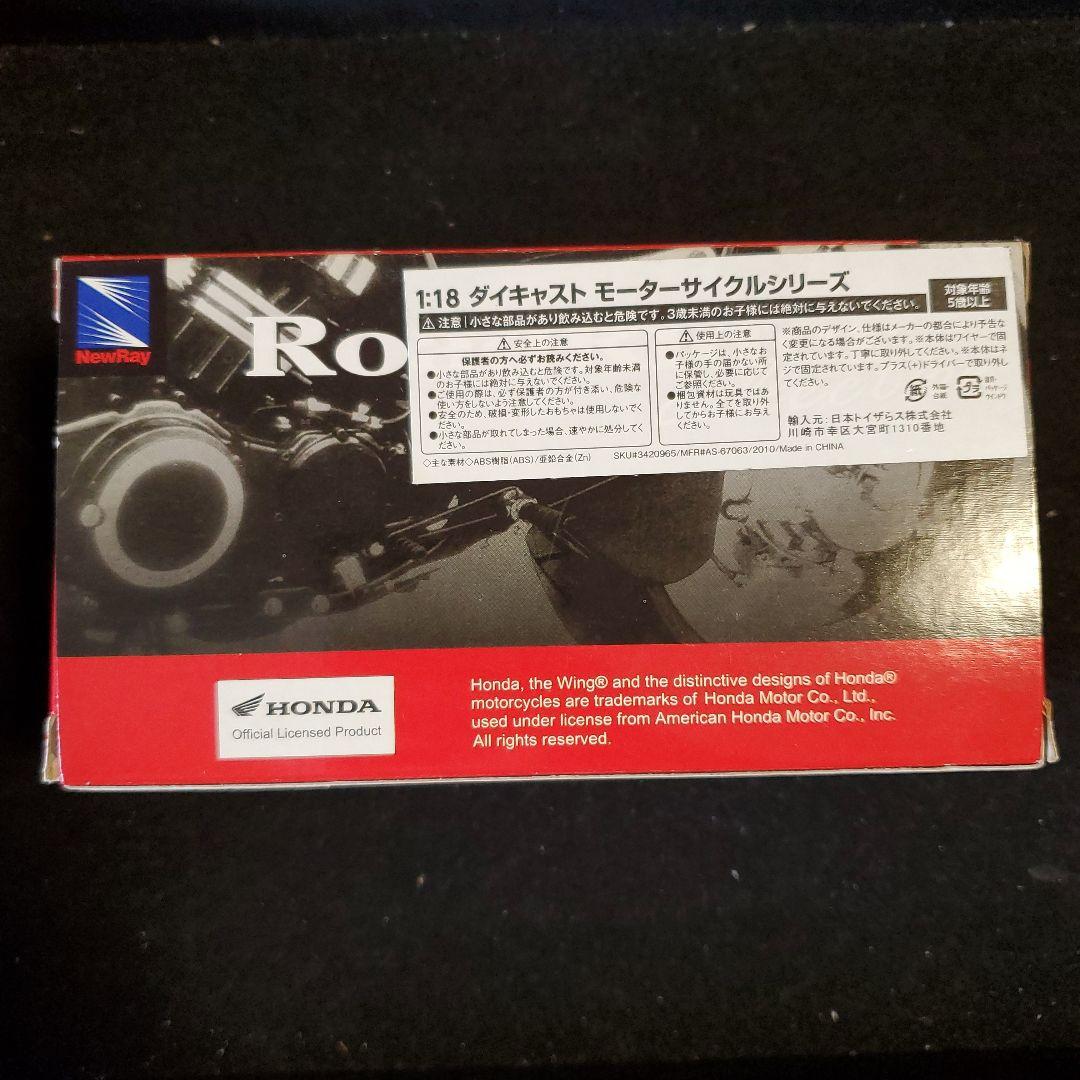 NewRay
Ro
1:18 ダイキャスト モーターサイクルシリーズ
対象年齢
5歳以上
⚠ 注意 | 小さな部品があり飲み込むと危険です。3歳未満のお子様には絶対に与えないでください。
⚠ 安全上の注意
保護者の方へ必ずお読みください。
●小さな部品があり飲み込むと危険です。対象年齢未満
のお子様には絶対に与えないでください。
●ご使用の際は、必ず保護者の方が付き添い、危険な
使い方をしないよう注意してください。
●安全のため、破損・変形したおもちゃは使用しないでく
ださい。
●小さな部品が取れてしまった場合、速やかに処分してく
ださい。
⚠ 使用上の注意
●パッケージは、小さなお
子様の手の届かない所
に保管し、必要に応じて
ご参照ください。
●梱包資材は玩具ではあ
りません。全てを取り外
してからお子様にお与え
ください。
※商品のデザイン、仕様はメーカーの都合により予告な
く変更になる場合がございます。※本体はワイヤーで固
定されています。丁寧に取り外してください。※本体はネ
ジで固定されています。プラス(+)ドライバーで取り外し
てください。
紙
外箱・
台紙
プラ
パッケージ
ウインドウ
輸入元:日本トイザらス株式会社
川崎市幸区大宮町1310番地
◇主な素材◇ABS樹脂(ABS)/亜鉛合金(Zn)
SKU#3420965/MFR#AS-67063/2010/Made in CHINA
HONDA
Official Licensed Product
Honda, the Wing® and the distinctive designs of Honda®
motorcycles are trademarks of Honda Motor Co., Ltd.,
used under license from American Honda Motor Co., Inc.
All rights reserved.